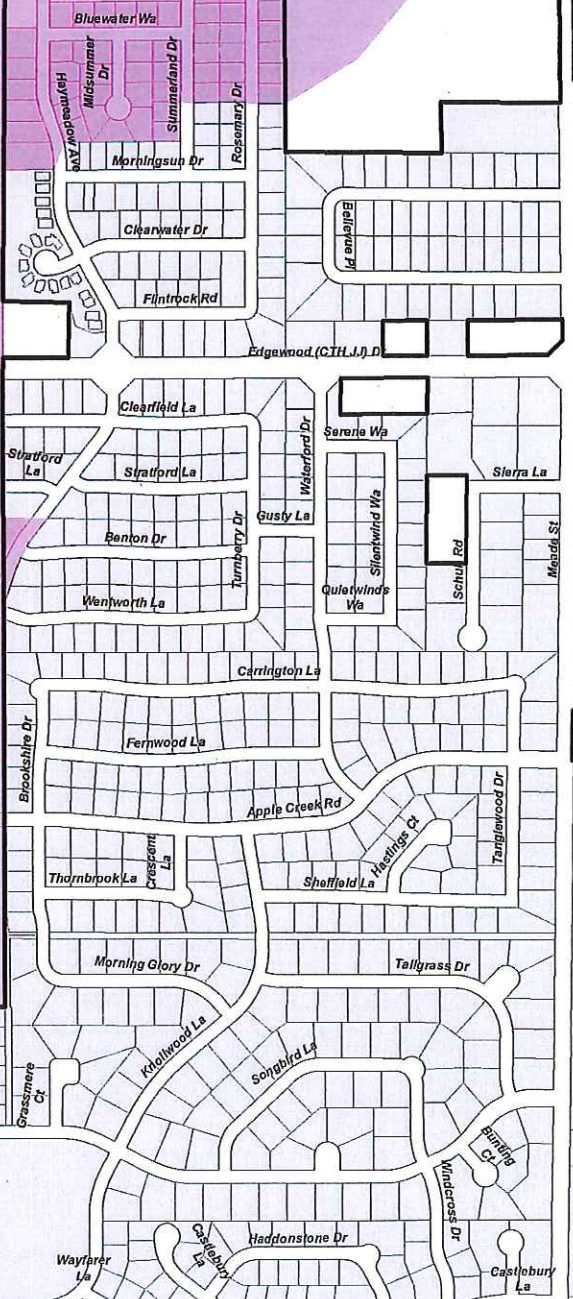 Bluewater Wa
Midsummer
Dr
Summerland Dr
Haymeadow Ave
Rosemary Dr
Morningsun Dr
Clearwater Dr
Bellevue Pl
Flintrock Rd
Edgewood (CTH JJ) Dr
Clearfield La
Waterford Dr
Serene Wa
Stratford
La
Stratford La
Sierra La
Gusty La
Silentwind Wa
Benton Dr
Turnberry Dr
Schuh Rd
Meade St
Quietwinds
Wa
Wentworth La
Carrington La
Brookshire Dr
Fernwood La
Apple Creek Rd
Tanglewood Dr
Hastings Ct
Crescent
La
Thornbrook La
Sheffield La
Morning Glory Dr
Tallgrass Dr
Knollwood La
Songbird La
Grassmere
Ct
Bunting
Ct
Windcross Dr
Castlebury
La
Haddonstone Dr
Wayfarer
La
Castlebury
La